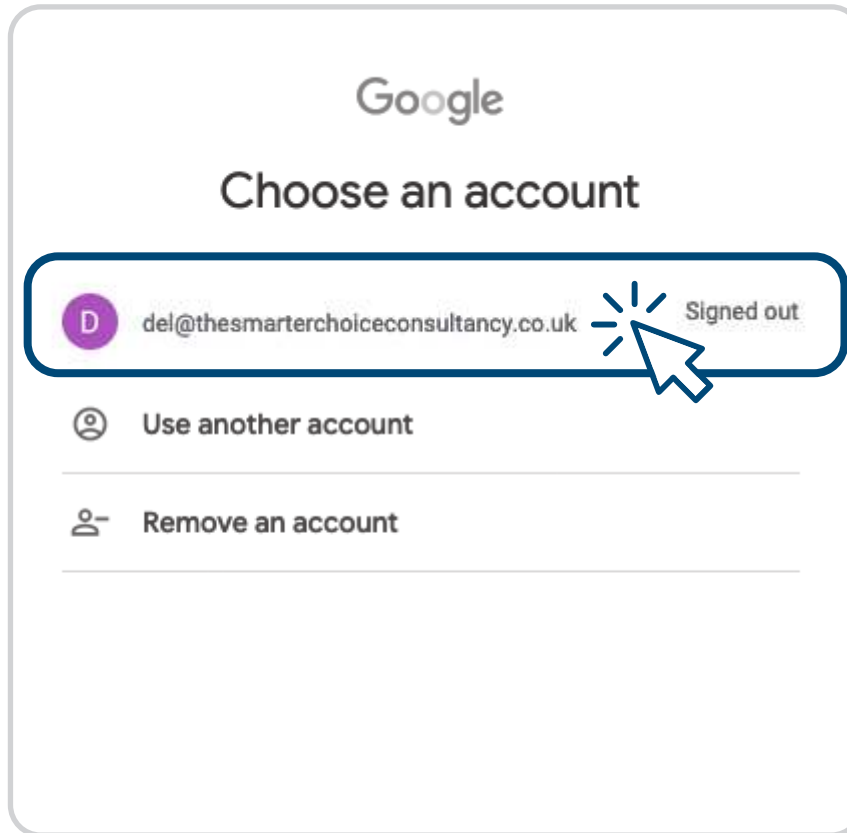 Google
Choose an account
D del@thesmarterchoiceconsultancy.co.uk Signed out
Use another account
Remove an account